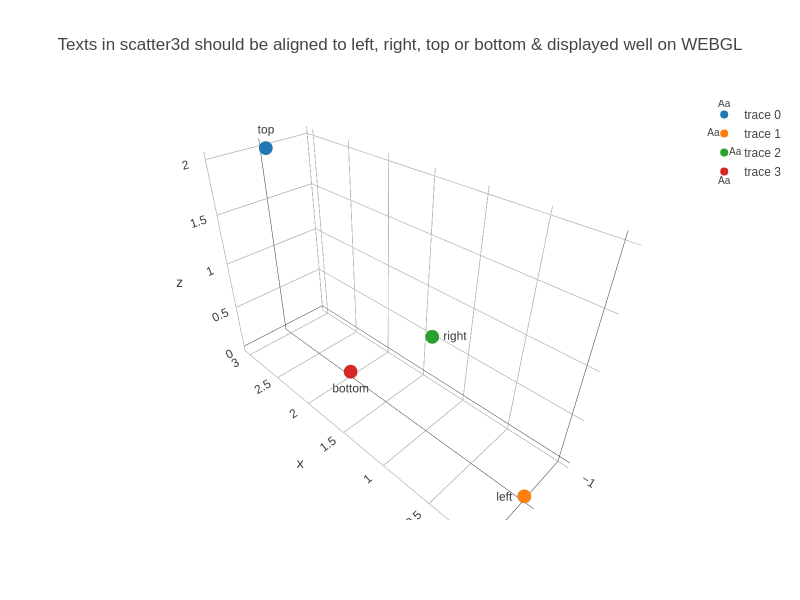 Texts in scatter3d should be aligned to left, right, top or bottom & displayed well on WEBGL
Aa
trace 0
Aa trace 1
Aa trace 2
trace 3
Aa
top
2
1.5
1
z
0.5
0
3
2.5
2
1.5
1
x
right
bottom
left
−1